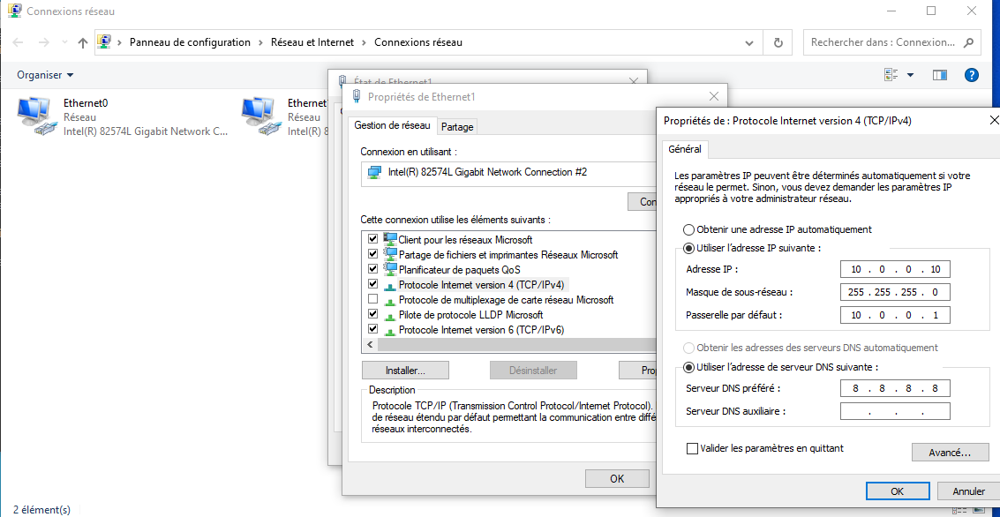 Connexions réseau
Panneau de configuration > Réseau et Internet > Connexions réseau
Rechercher dans : Connexion...
Organiser
Ethernet0
Réseau
Intel(R) 82574L Gigabit Network C...
Ethernet
Réseau
Intel(R) 8
État de Ethernet1
Propriétés de Ethernet1
Gestion de réseau
Partage
Connexion en utilisant :
Intel(R) 82574L Gigabit Network Connection #2
Con
Cette connexion utilise les éléments suivants :
Client pour les réseaux Microsoft
Partage de fichiers et imprimantes Réseaux Microsoft
Planificateur de paquets QoS
Protocole Internet version 4 (TCP/IPv4)
Protocole de multiplexage de carte réseau Microsoft
Pilote de protocole LLDP Microsoft
Protocole Internet version 6 (TCP/IPv6)
Installer...
Désinstaller
Prop
Description
Protocole TCP/IP (Transmission Control Protocol/Internet Protocol).
de réseau étendu par défaut permettant la communication entre diffé
réseaux interconnectés.
OK
Propriétés de : Protocole Internet version 4 (TCP/IPv4)
Général
Les paramètres IP peuvent être déterminés automatiquement si votre
réseau le permet. Sinon, vous devez demander les paramètres IP
appropriés à votre administrateur réseau.
Obtenir une adresse IP automatiquement
Utiliser l'adresse IP suivante :
Adresse IP : 10 . 0 . 0 . 10
Masque de sous-réseau : 255 . 255 . 255 . 0
Passerelle par défaut : 10 . 0 . 0 . 1
Obtenir les adresses des serveurs DNS automatiquement
Utiliser l'adresse de serveur DNS suivante :
Serveur DNS préféré : 8 . 8 . 8 . 8
Serveur DNS auxiliaire : . . .
Valider les paramètres en quittant
Avancé...
OK
Annuler
2 élément(s)